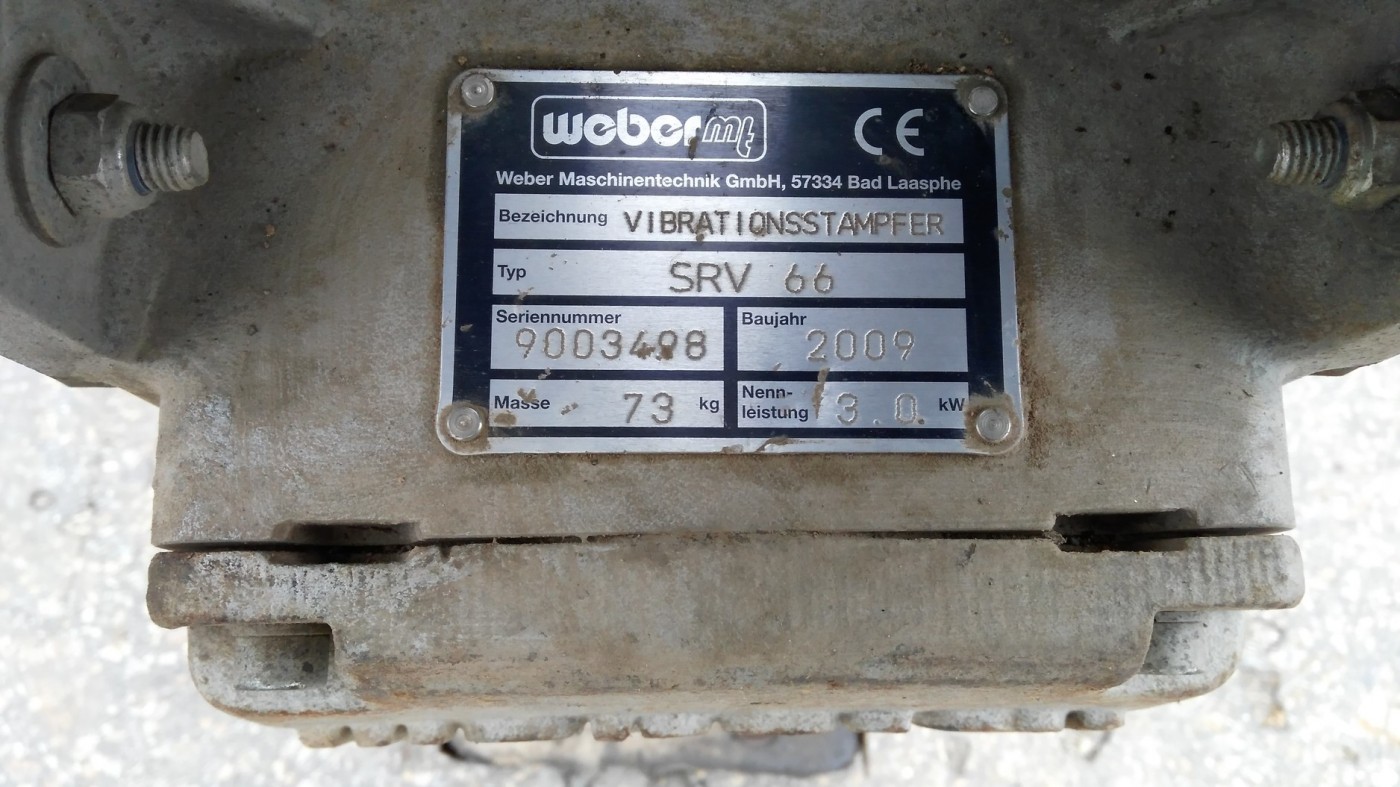 weber mt CE
Weber Maschinentechnik GmbH, 57334 Bad Laasphe
Bezeichnung VIBRATIONSSTAMPFER
Typ SRV 66
Seriennummer Baujahr
9003498 2009
Masse 73 kg Nenn-
leistung 3.0 kW